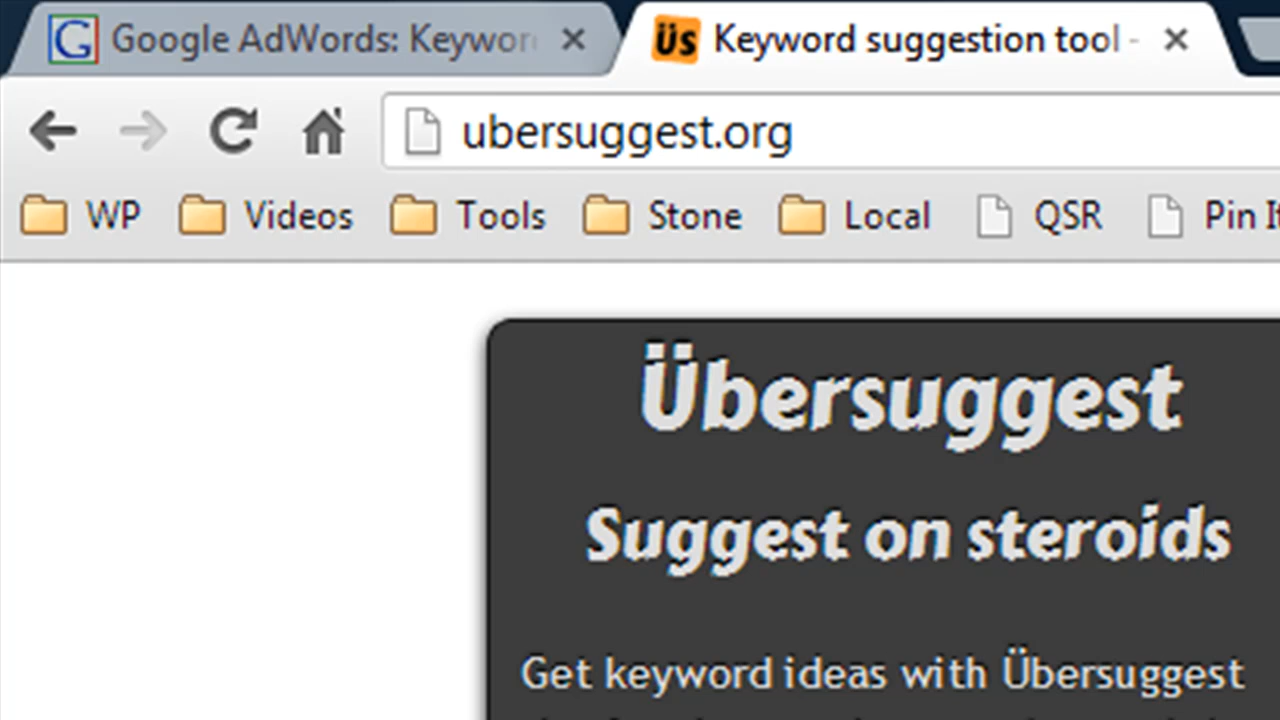 Google AdWords: Keywor
ÜS Keyword suggestion tool -
ubersuggest.org
WP Videos Tools Stone Local QSR Pin
Übersuggest
Suggest on steroids
Get keyword ideas with Übersuggest